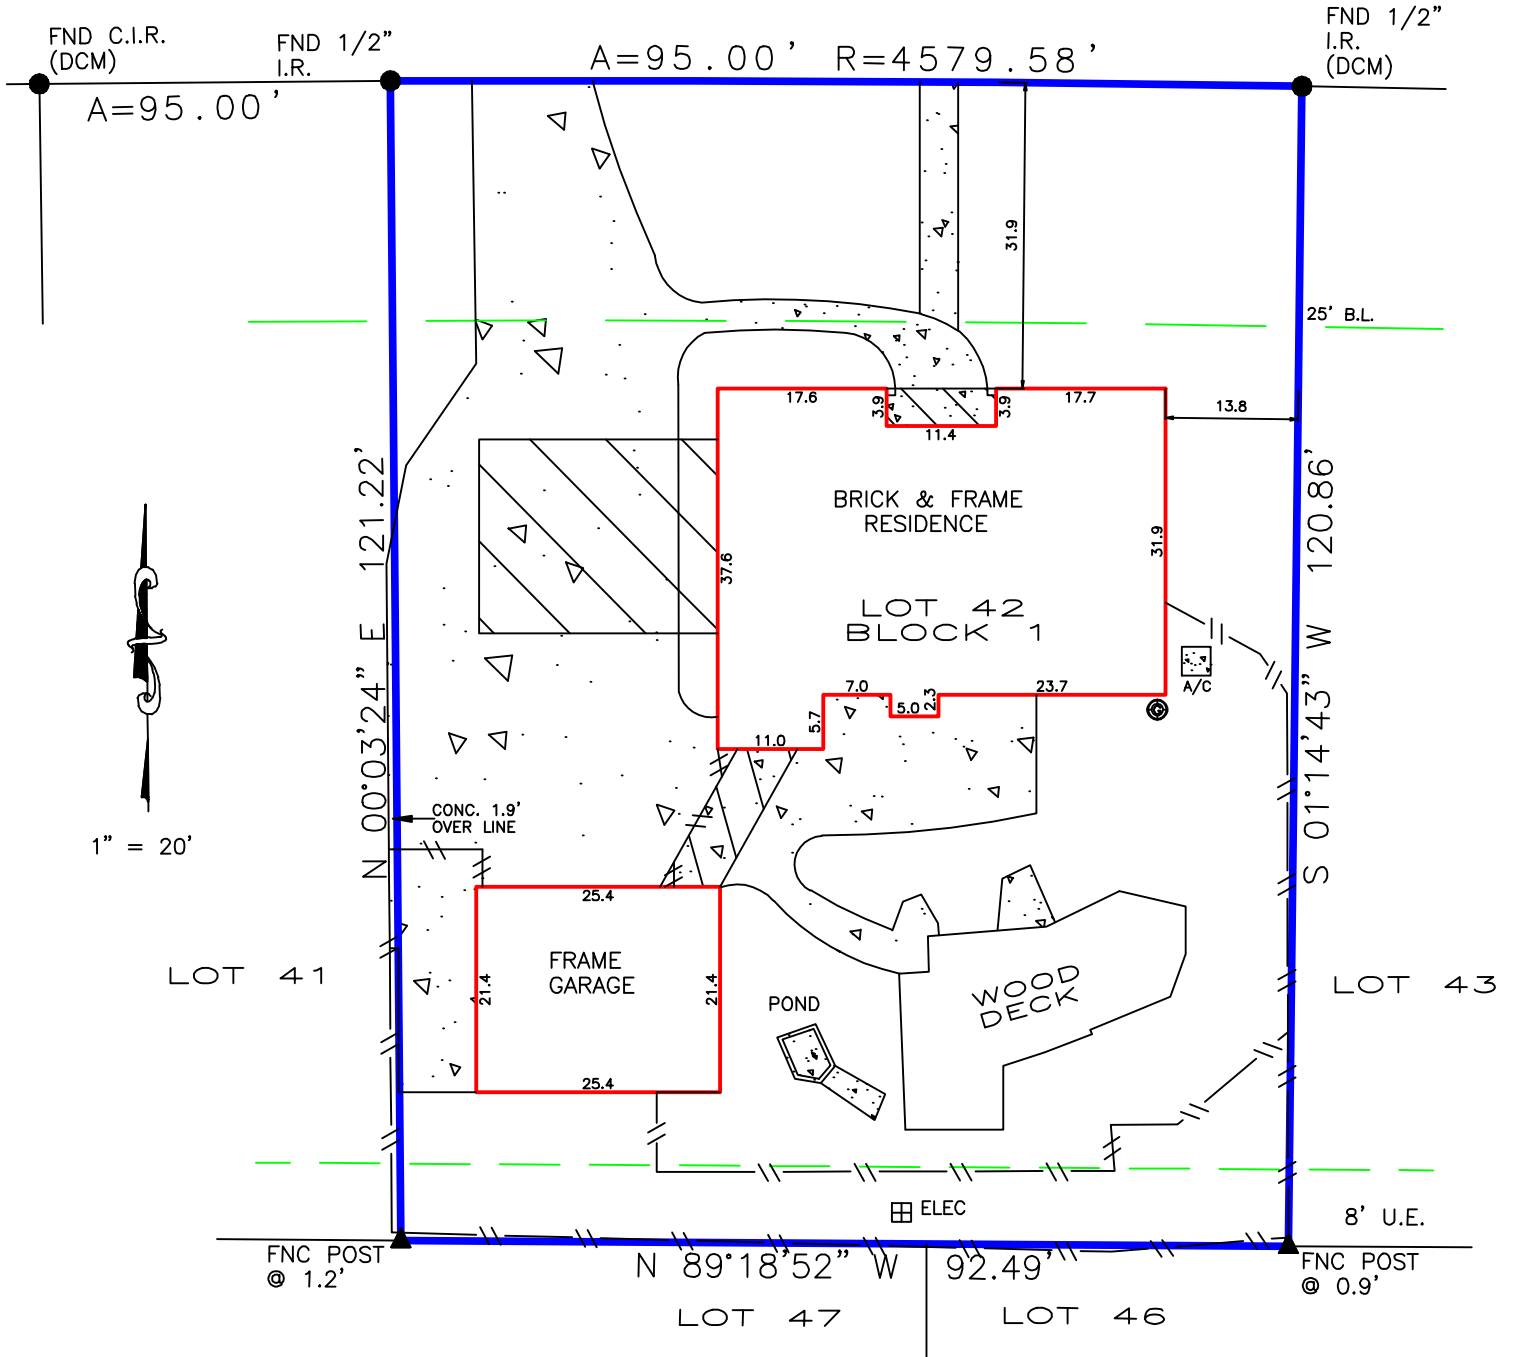 FND C.I.R.
(DCM)
FND 1/2"
I.R.
A=95.00' R=4579.58'
FND 1/2"
I.R.
(DCM)
A=95.00'
31.9
25' B.L.
17.6
3.9
3.9
17.7
11.4
13.8
BRICK & FRAME
RESIDENCE
N 00°03'24" E 121.22'
S 01°14'43" W 120.86'
37.6
31.9
LOT 42
BLOCK 1
A/C
7.0
5.0
2.3
23.7
G
5.7
11.0
CONC. 1.9'
OVER LINE
1" = 20'
25.4
FRAME
GARAGE
21.4
21.4
25.4
LOT 41
POND
WOOD
DECK
LOT 43
ELEC
8' U.E.
FNC POST
@ 1.2'
N 89°18'52" W 92.49'
FNC POST
@ 0.9'
LOT 47
LOT 46